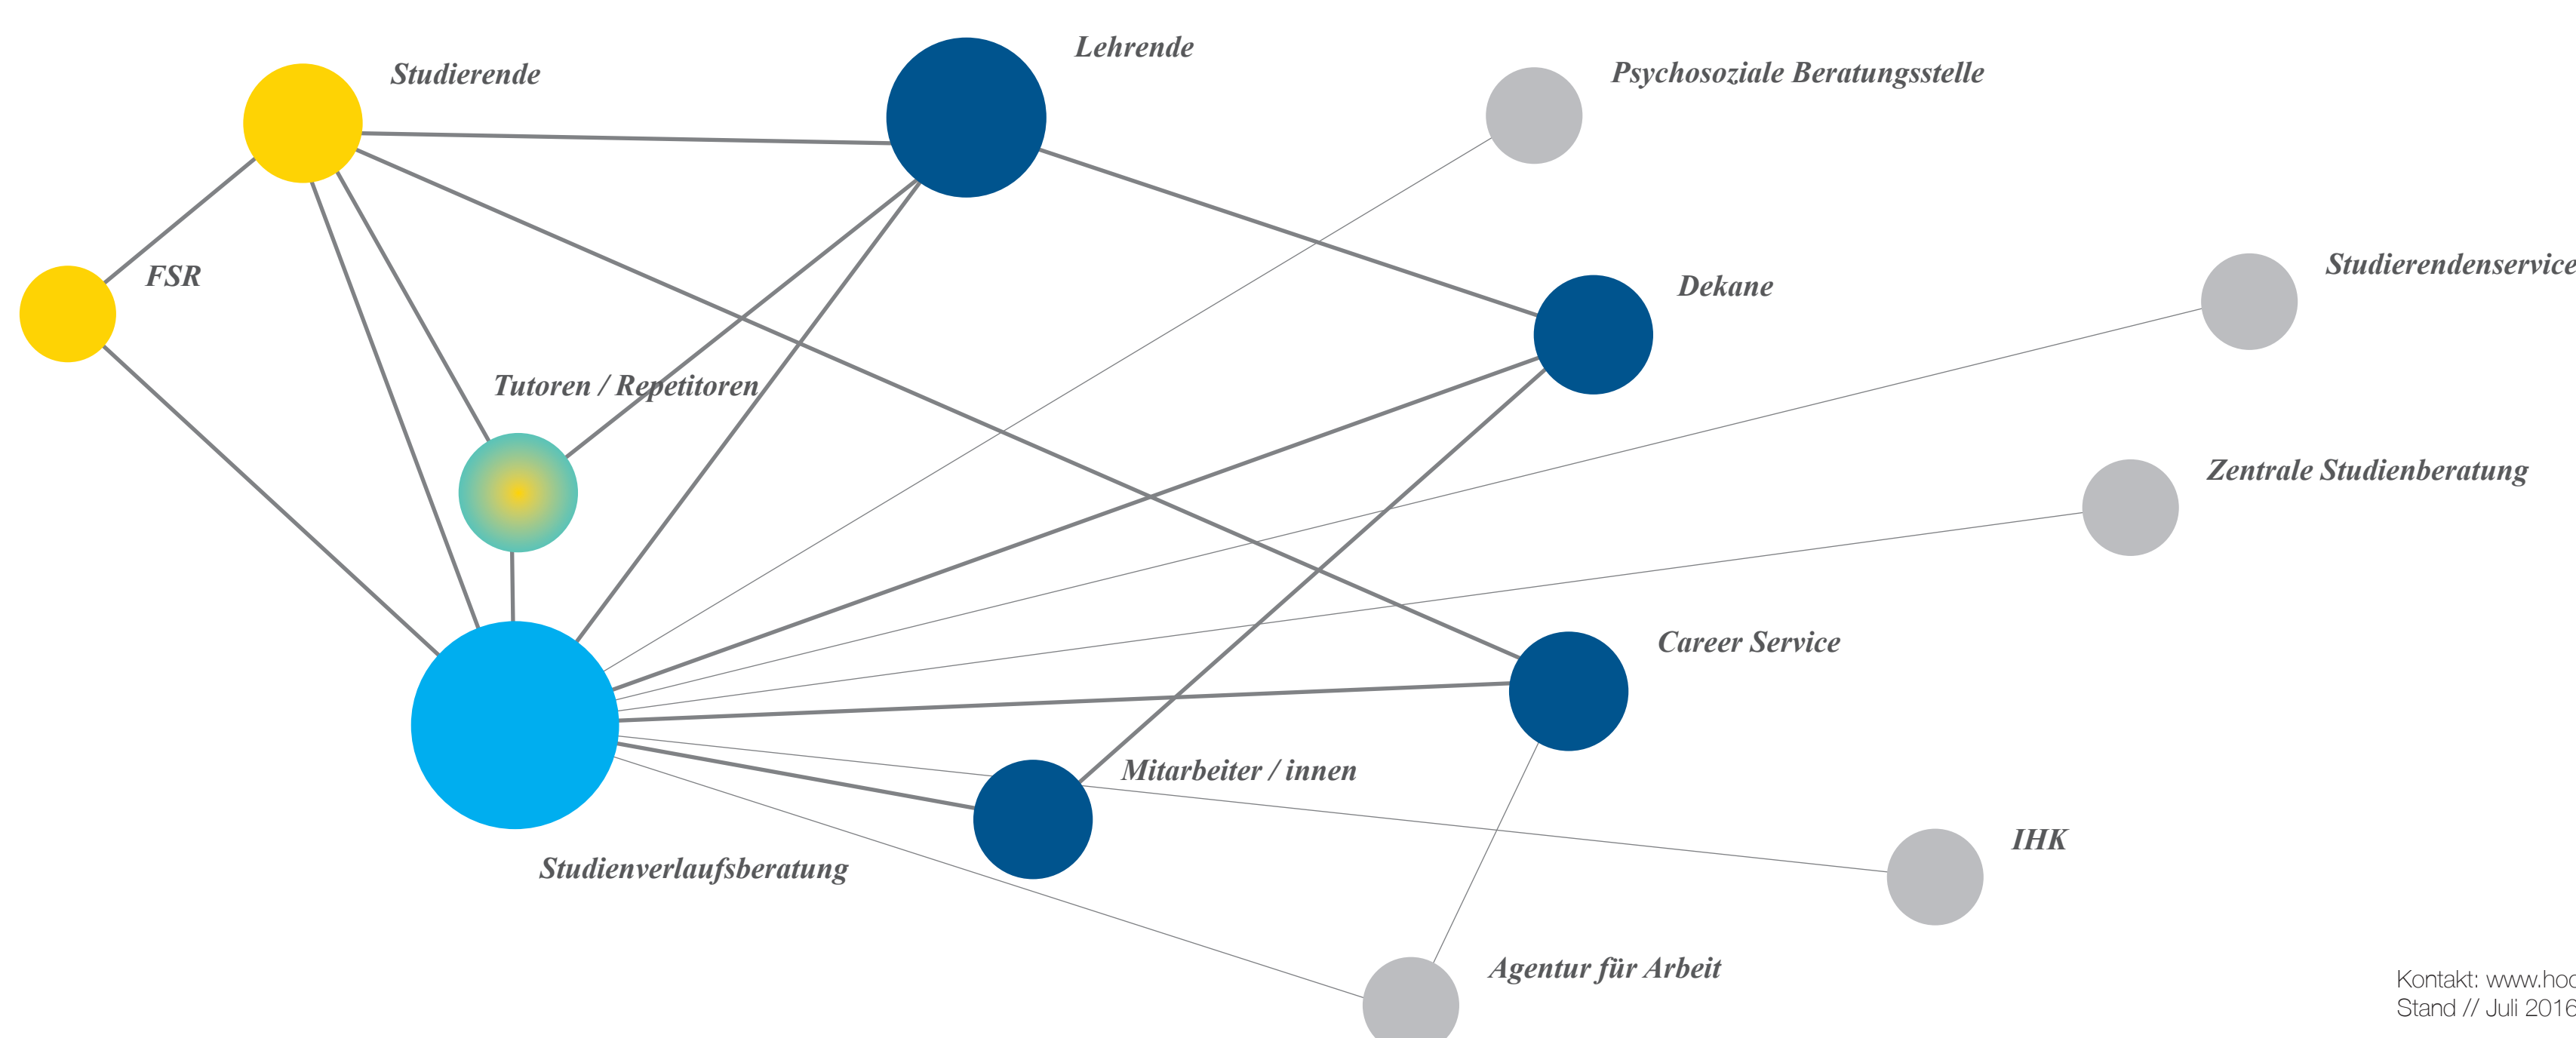 Lehrende
Studierende
Psychosoziale Beratungsstelle
Studierendenservice
FSR
Dekane
Tutoren / Repetitoren
Zentrale Studienberatung
Career Service
Mitarbeiter / innen
IHK
Studienverlaufsberatung
Agentur für Arbeit
Kontakt: www.hoc
Stand // Juli 2016